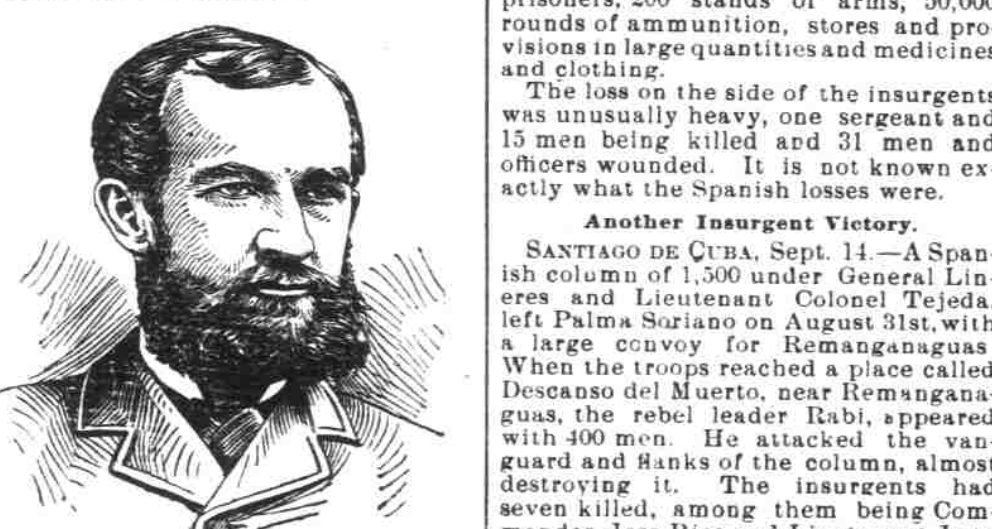 prisoners, 200 stands of arms, 50,000
rounds of ammunition, stores and pro-
visions in large quantities and medicines
and clothing.
The loss on the side of the insurgents
was unusually heavy, one sergeant and
15 men being killed and 31 men and
officers wounded. It is not known ex-
actly what the Spanish losses were.
Another Insurgent Victory.
SANTIAGO DE CUBA, Sept. 14.—A Span-
ish column of 1,500 under General Lin-
eres and Lieutenant Colonel Tejeda,
left Palma Soriano on August 31st, with
a large convoy for Remanganaguas
When the troops reached a place called
Descanso del Muerto, near Remangana-
guas, the rebel leader Rabi, appeared
with 400 men. He attacked the van-
guard and flanks of the column, almost
destroying it. The insurgents had
seven killed, among them being Com-